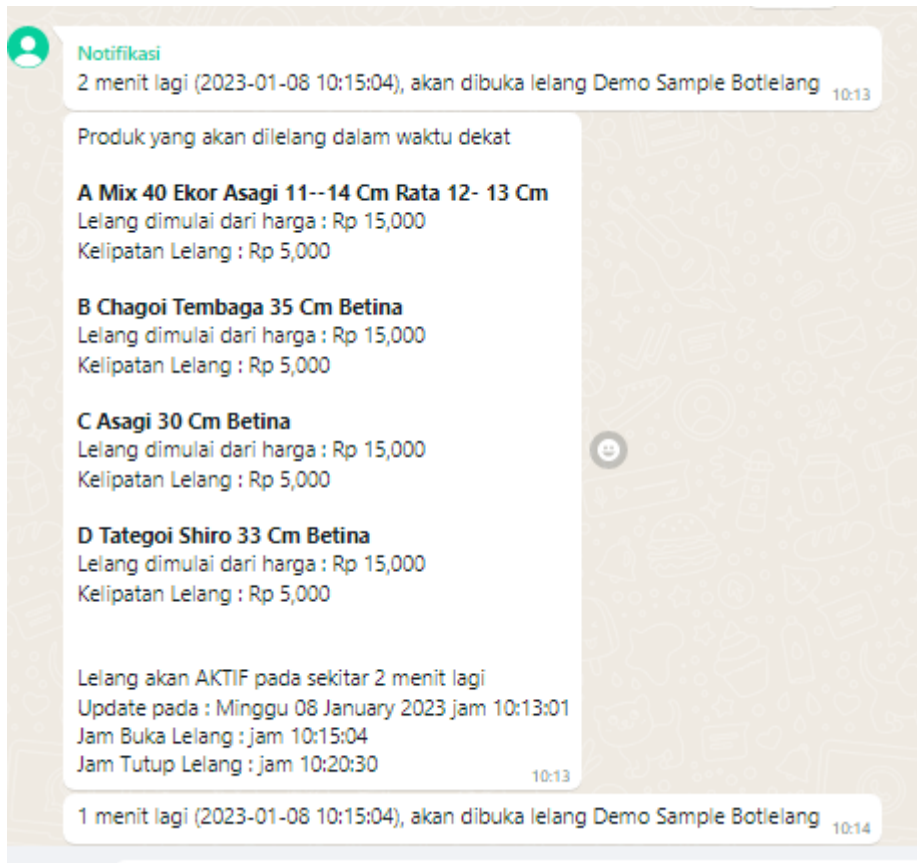 Notifikasi
2 menit lagi (2023-01-08 10:15:04), akan dibuka lelang Demo Sample Botlelang
10:13
Produk yang akan dilelang dalam waktu dekat
A Mix 40 Ekor Asagi 11--14 Cm Rata 12- 13 Cm
Lelang dimulai dari harga : Rp 15,000
Kelipatan Lelang : Rp 5,000
B Chagoi Tembaga 35 Cm Betina
Lelang dimulai dari harga : Rp 15,000
Kelipatan Lelang : Rp 5,000
C Asagi 30 Cm Betina
Lelang dimulai dari harga : Rp 15,000
Kelipatan Lelang : Rp 5,000
D Tategoi Shiro 33 Cm Betina
Lelang dimulai dari harga : Rp 15,000
Kelipatan Lelang : Rp 5,000
Lelang akan AKTIF pada sekitar 2 menit lagi
Update pada : Minggu 08 January 2023 jam 10:13:01
Jam Buka Lelang : jam 10:15:04
Jam Tutup Lelang : jam 10:20:30
10:13
1 menit lagi (2023-01-08 10:15:04), akan dibuka lelang Demo Sample Botlelang
10:14